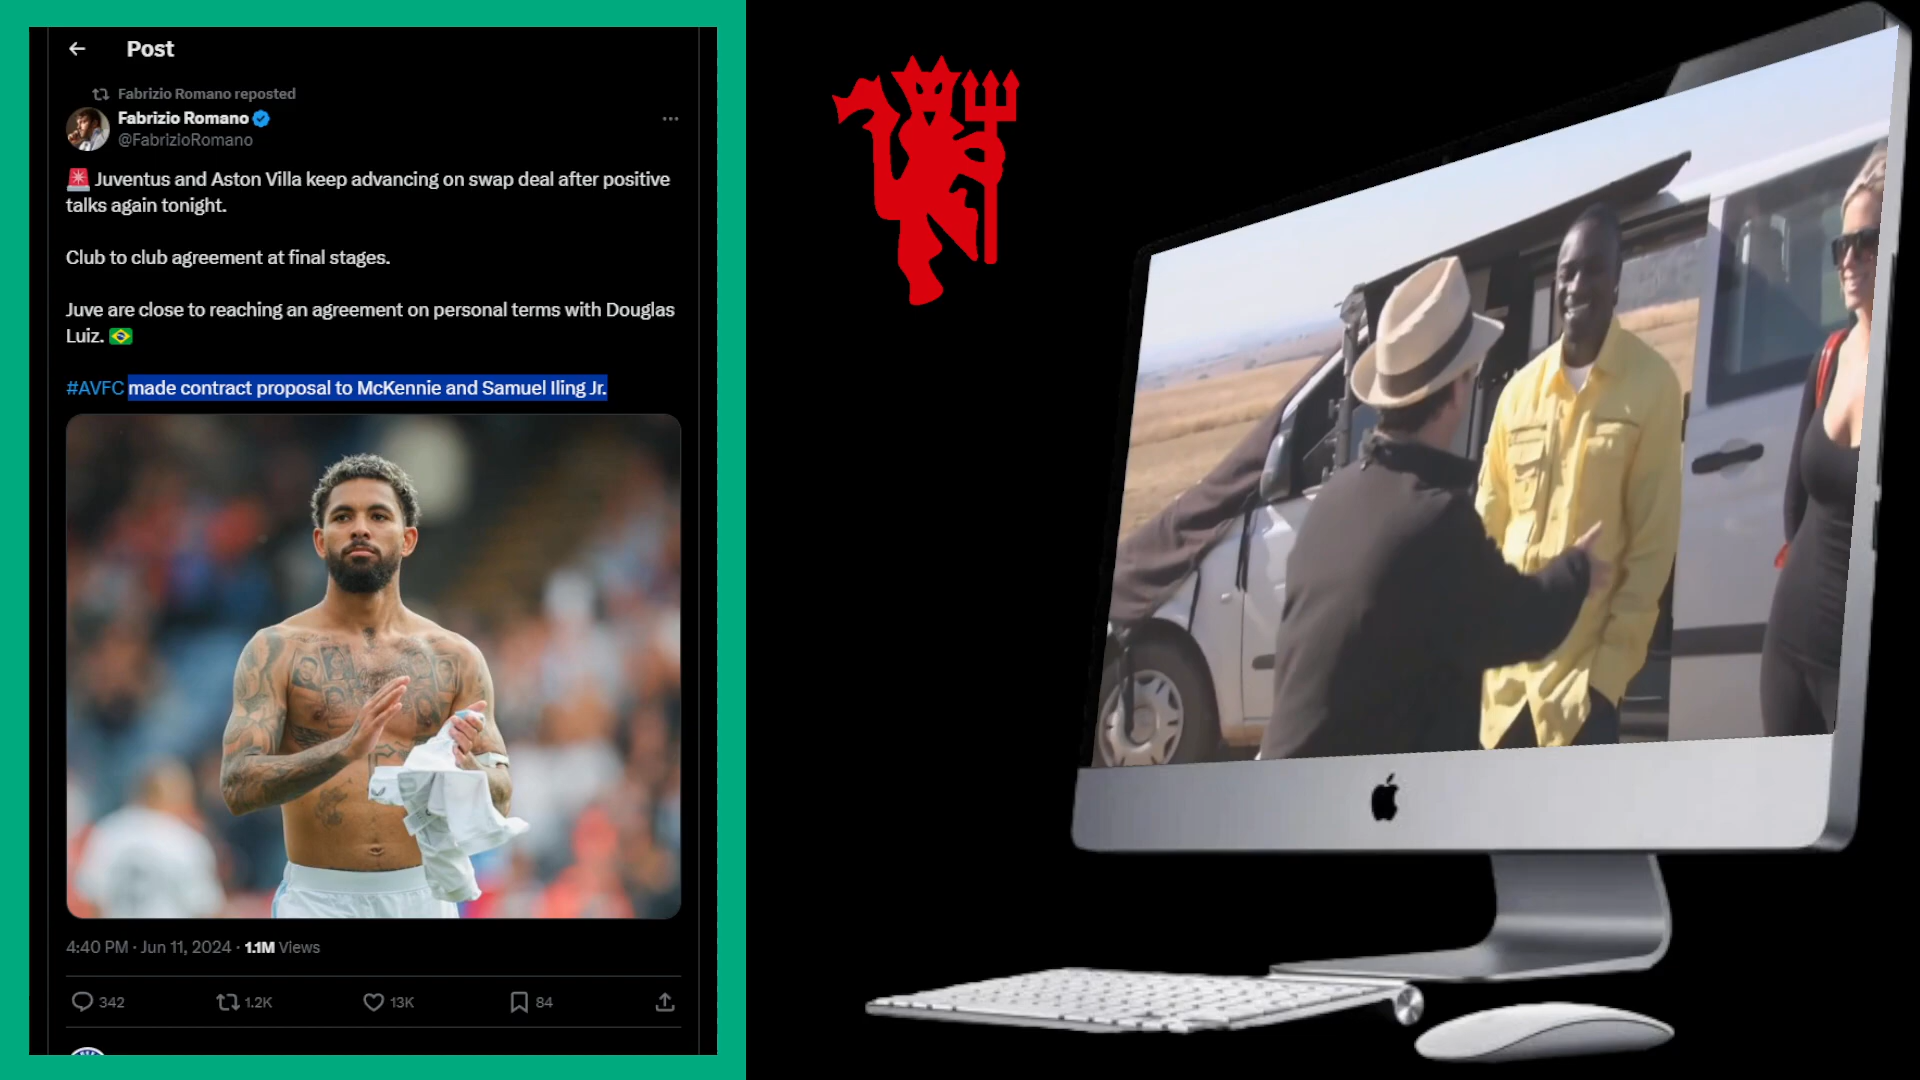 Post
Fabrizio Romano reposted
Fabrizio Romano
@FabrizioRomano
🚨 Juventus and Aston Villa keep advancing on swap deal after positive
talks again tonight.
Club to club agreement at final stages.
Juve are close to reaching an agreement on personal terms with Douglas
Luiz. 🇧🇷
#AVFC made contract proposal to McKennie and Samuel Iling Jr.
4:40 PM · Jun 11, 2024 · 1.1M Views
342 1.2K 13K 84